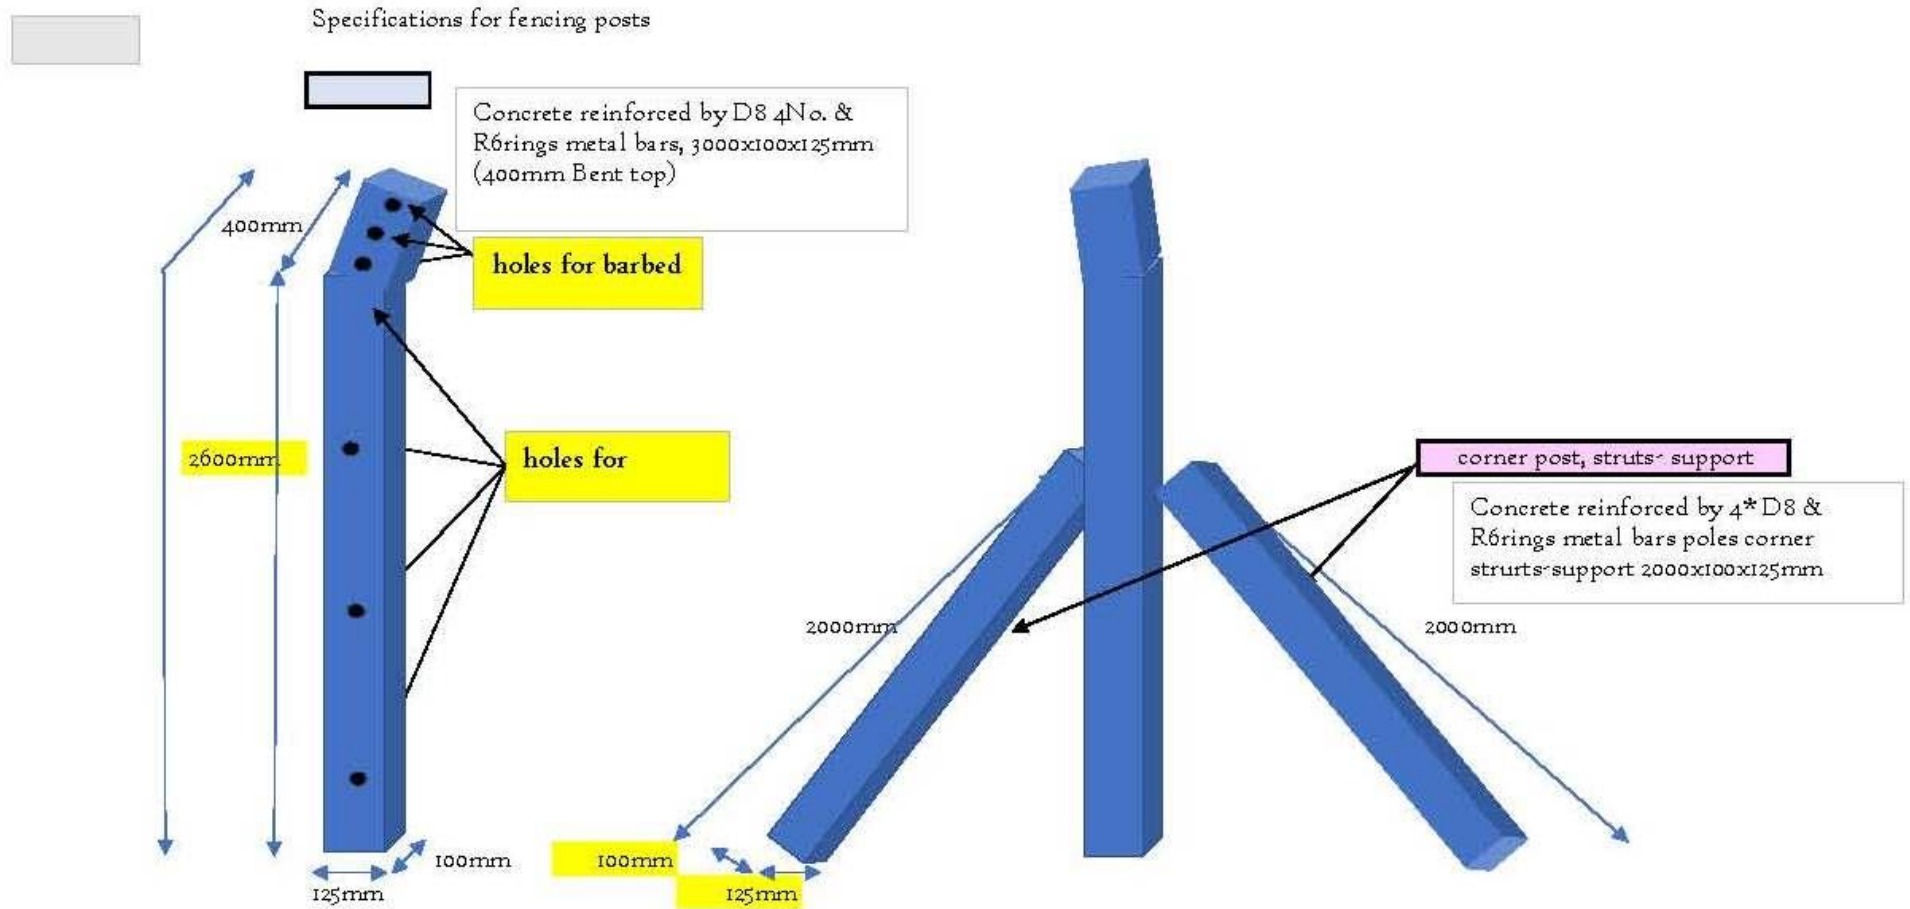 Specifications for fencing posts
Concrete reinforced by D8 4No. &
R6rings metal bars, 3000x100x125mm
(400mm Bent top)
400mm
holes for barbed
2600mm
holes for
corner post, struts- support
Concrete reinforced by 4* D8 &
R6rings metal bars poles corner
strurts-support 2000x100x125mm
2000mm
2000mm
100mm
100mm
125mm
125mm